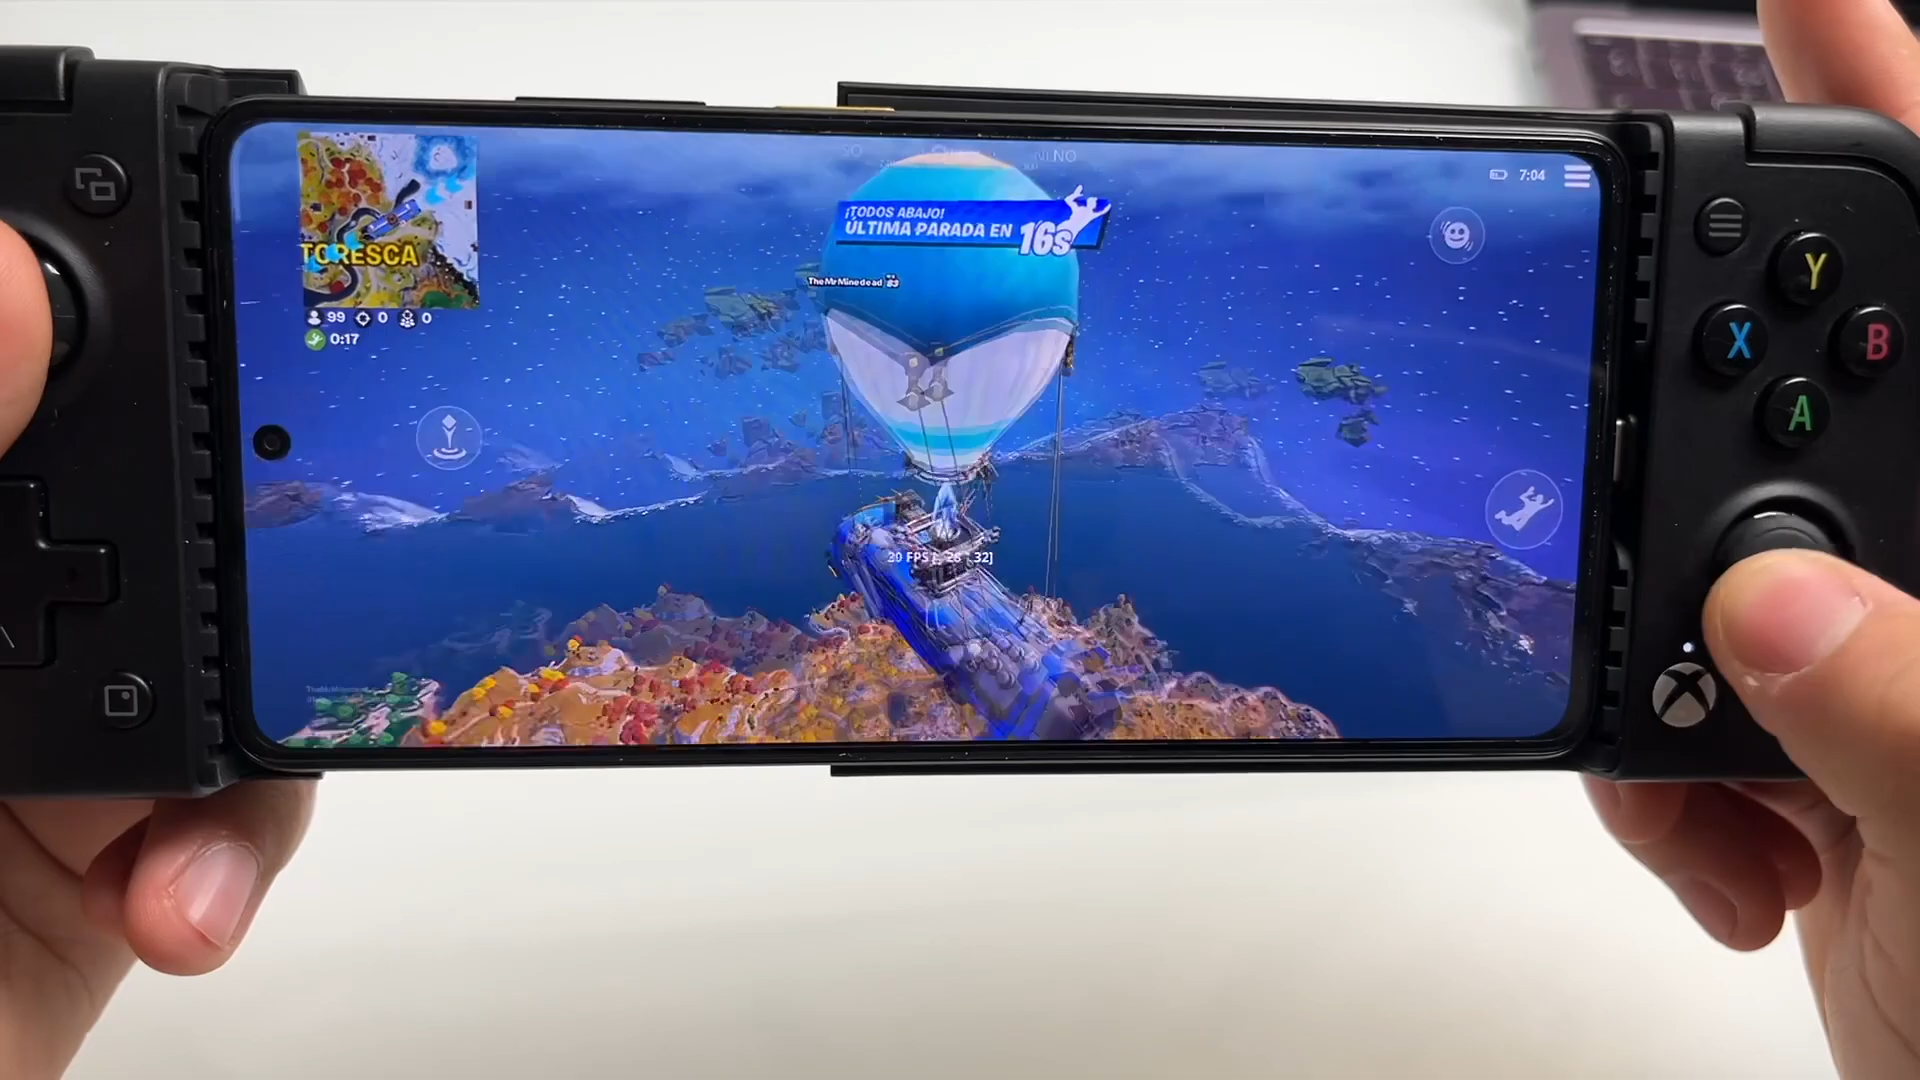 TORESCA
99 0 0
0:17
¡TODOS ABAJO!
ÚLTIMA PARADA EN 16s
TheMrMinedead
7:04
Y
X
B
A